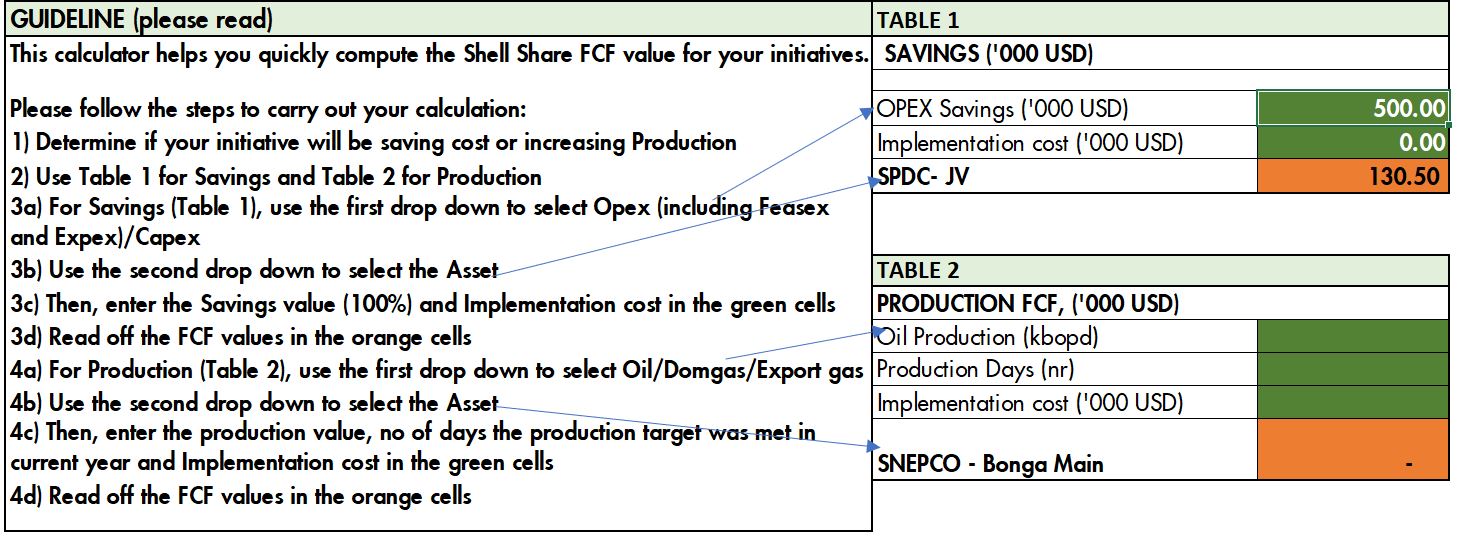 GUIDELINE (please read)
This calculator helps you quickly compute the Shell Share FCF value for your initiatives.
Please follow the steps to carry out your calculation:
1) Determine if your initiative will be saving cost or increasing Production
2) Use Table 1 for Savings and Table 2 for Production
3a) For Savings (Table 1), use the first drop down to select Opex (including Feasex
and Expex)/Capex
3b) Use the second drop down to select the Asset
3c) Then, enter the Savings value (100%) and Implementation cost in the green cells
3d) Read off the FCF values in the orange cells
4a) For Production (Table 2), use the first drop down to select Oil/Domgas/Export gas
4b) Use the second drop down to select the Asset
4c) Then, enter the production value, no of days the production target was met in
current year and Implementation cost in the green cells
4d) Read off the FCF values in the orange cells
TABLE 1
SAVINGS ('000 USD)
OPEX Savings ('000 USD) 500.00
Implementation cost ('000 USD) 0.00
SPDC- JV 130.50
TABLE 2
PRODUCTION FCF, ('000 USD)
Oil Production (kbopd)
Production Days (nr)
Implementation cost ('000 USD)
SNEPCO - Bonga Main -